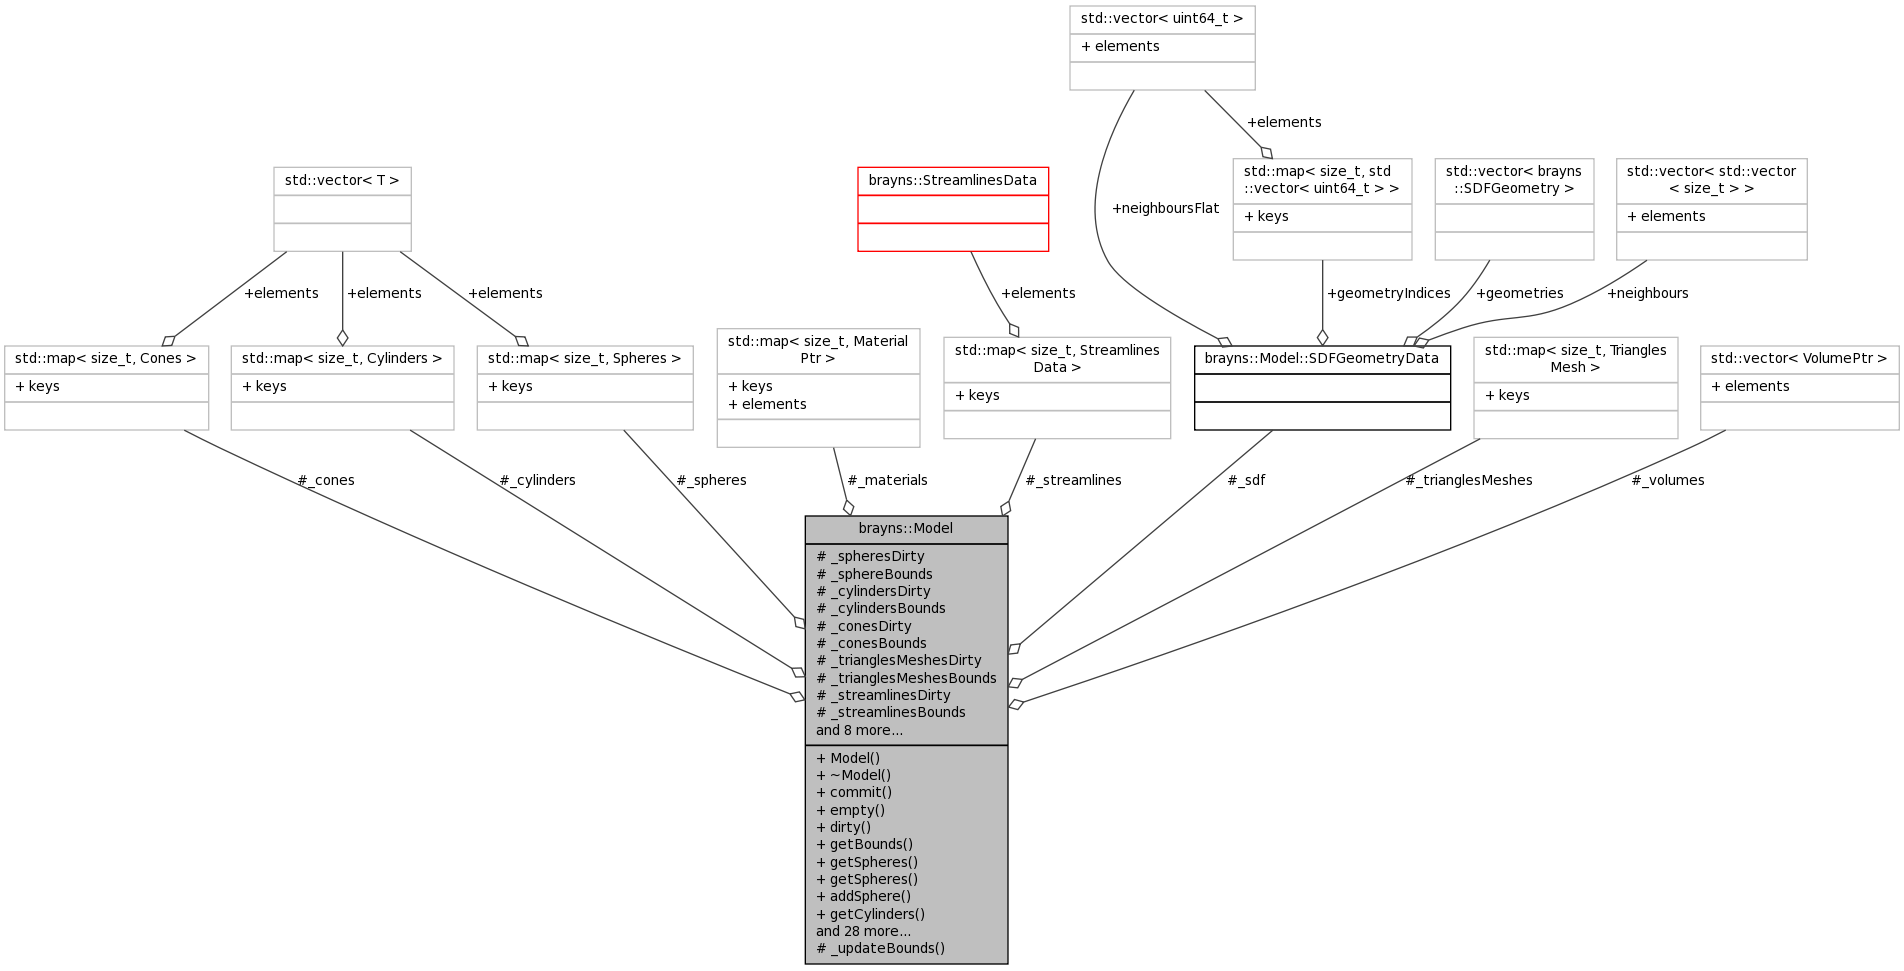 std::vector< uint64_t >
+ elements
+elements
std::vector< T >
brayns::StreamlinesData
+neighboursFlat
std::map< size_t, std
::vector< uint64_t > >
+ keys
std::vector< brayns
::SDFGeometry >
std::vector< std::vector
< size_t > >
+ elements
+elements
+elements
+elements
+elements
+geometryIndices
+geometries
+neighbours
std::map< size_t, Cones >
+ keys
std::map< size_t, Cylinders >
+ keys
std::map< size_t, Spheres >
+ keys
std::map< size_t, Material
Ptr >
+ keys
+ elements
std::map< size_t, Streamlines
Data >
+ keys
brayns::Model::SDFGeometryData
std::map< size_t, Triangles
Mesh >
+ keys
std::vector< VolumePtr >
+ elements
#_cones
#_cylinders
#_spheres
#_materials
#_streamlines
#_sdf
#_trianglesMeshes
#_volumes
brayns::Model
# _spheresDirty
# _sphereBounds
# _cylindersDirty
# _cylindersBounds
# _conesDirty
# _conesBounds
# _trianglesMeshesDirty
# _trianglesMeshesBounds
# _streamlinesDirty
# _streamlinesBounds
and 8 more...
+ Model()
+ ~Model()
+ commit()
+ empty()
+ dirty()
+ getBounds()
+ getSpheres()
+ getSpheres()
+ addSphere()
+ getCylinders()
and 28 more...
# _updateBounds()